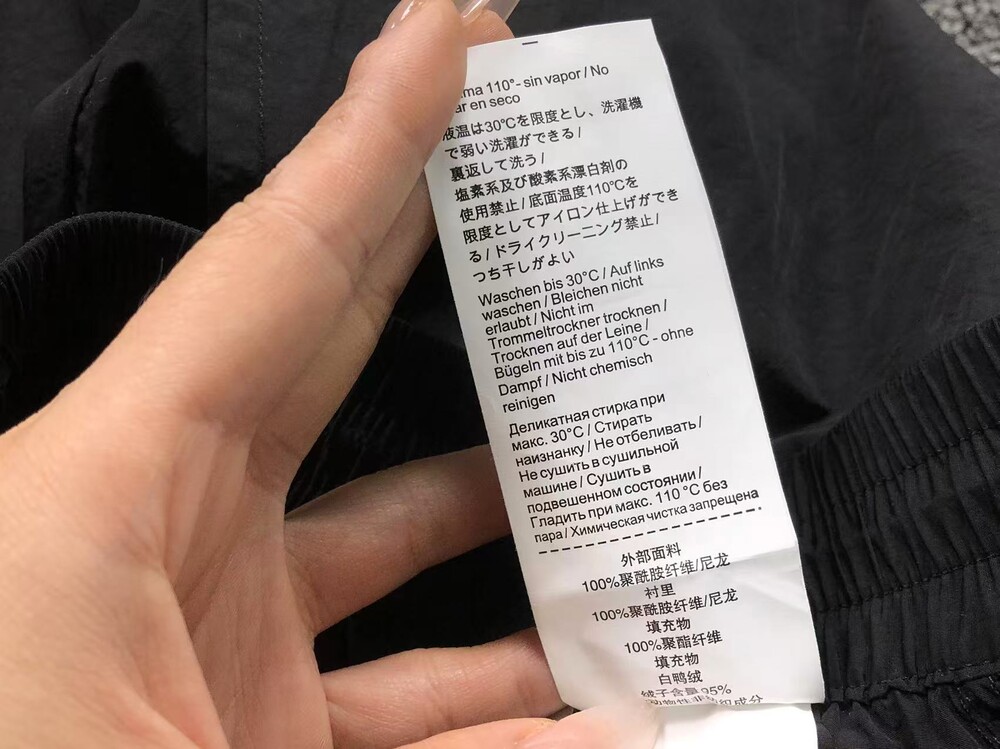 110°- sin vapor / No
en seco
液温は30℃を限度とし、洗濯機
で弱い洗濯ができる /
裏返して洗う /
塩素系及び酸素系漂白剤の
使用禁止 / 底面温度110℃を
限度としてアイロン仕上げができ
る / ドライクリーニング禁止 /
つり干しがよい
Waschen bis 30°C / Auf links
waschen / Bleichen nicht
erlaubt / Nicht im
Trommeltrockner trocknen /
Trocknen auf der Leine /
Bügeln mit bis zu 110°C - ohne
Dampf / Nicht chemisch
reinigen
Деликатная стирка при
макс. 30°C / Стирать
наизнанку / Не отбеливать /
Не сушить в сушильной
машине / Сушить в
подвешенном состоянии /
Гладить при макс. 110 °C без
пара / Химическая чистка запрещена
外部面料
100%聚酰胺纤维/尼龙
衬里
100%聚酰胺纤维/尼龙
填充物
100%聚酯纤维
填充物
白鸭绒
绒子含量95%